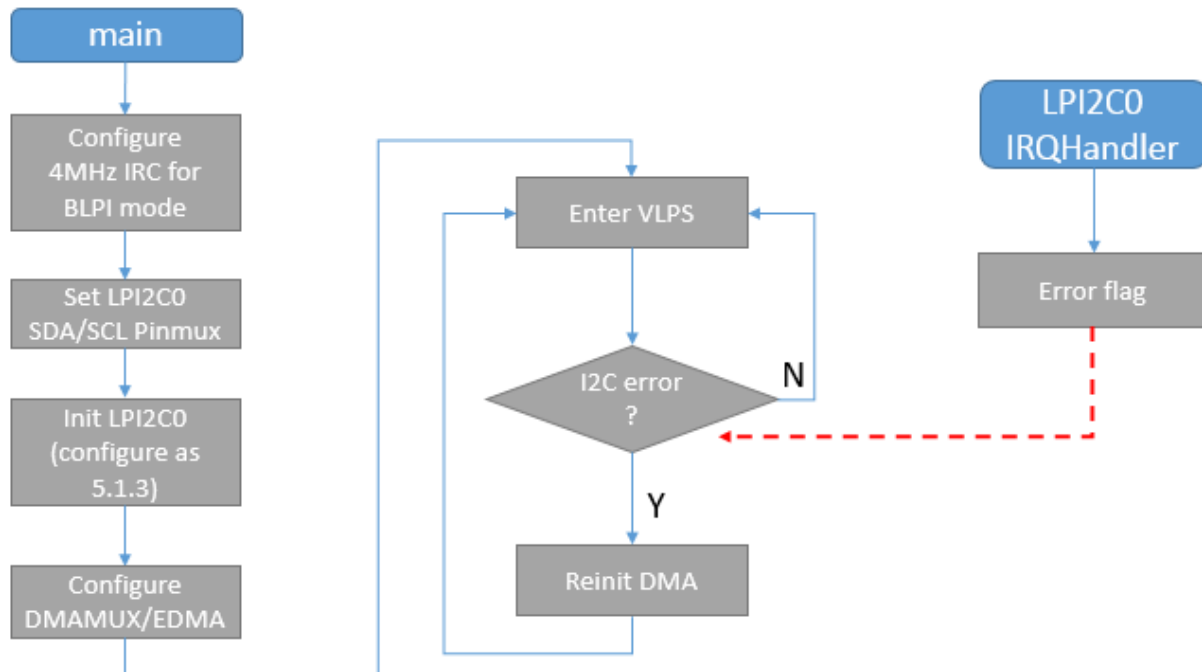 main
Configure
4MHz IRC for
BLPI mode
Set LPI2C0
SDA/SCL Pinmux
Init LPI2C0
(configure as
5.1.3)
Configure
DMAMUX/EDMA
Enter VLPS
I2C error
?
N
Y
Reinit DMA
LPI2C0
IRQHandler
Error flag